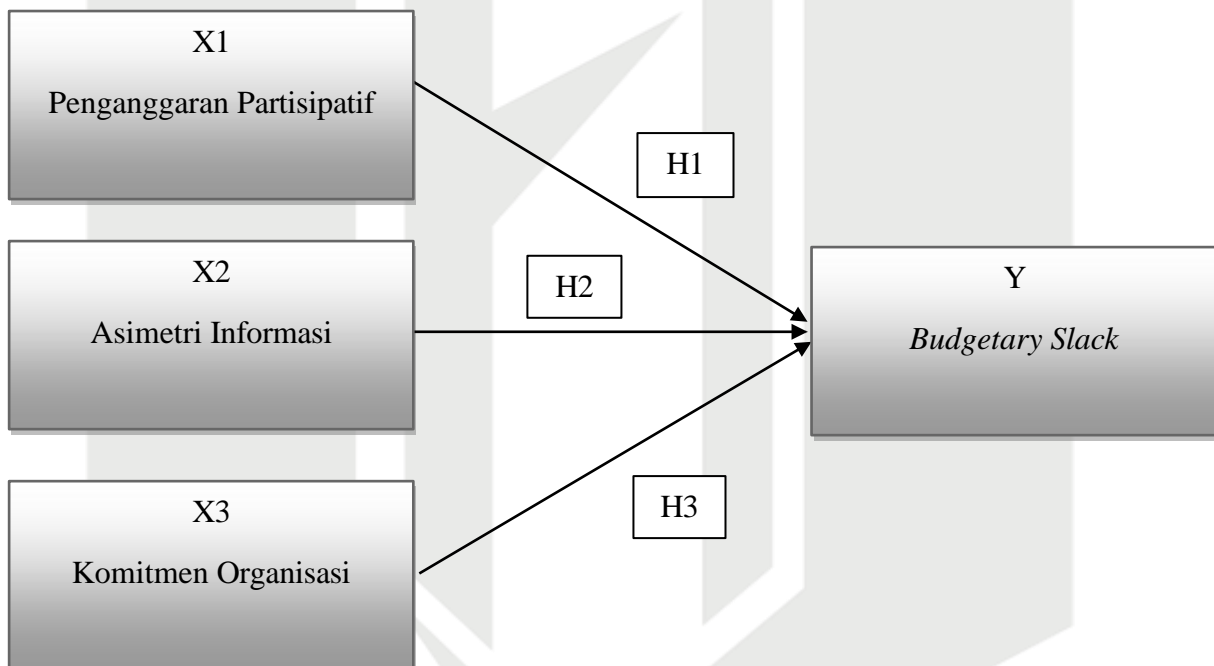 X1
Penganggaran Partisipatif
H1
X2
Asimetri Informasi
H2
Y
Budgetary Slack
X3
Komitmen Organisasi
H3